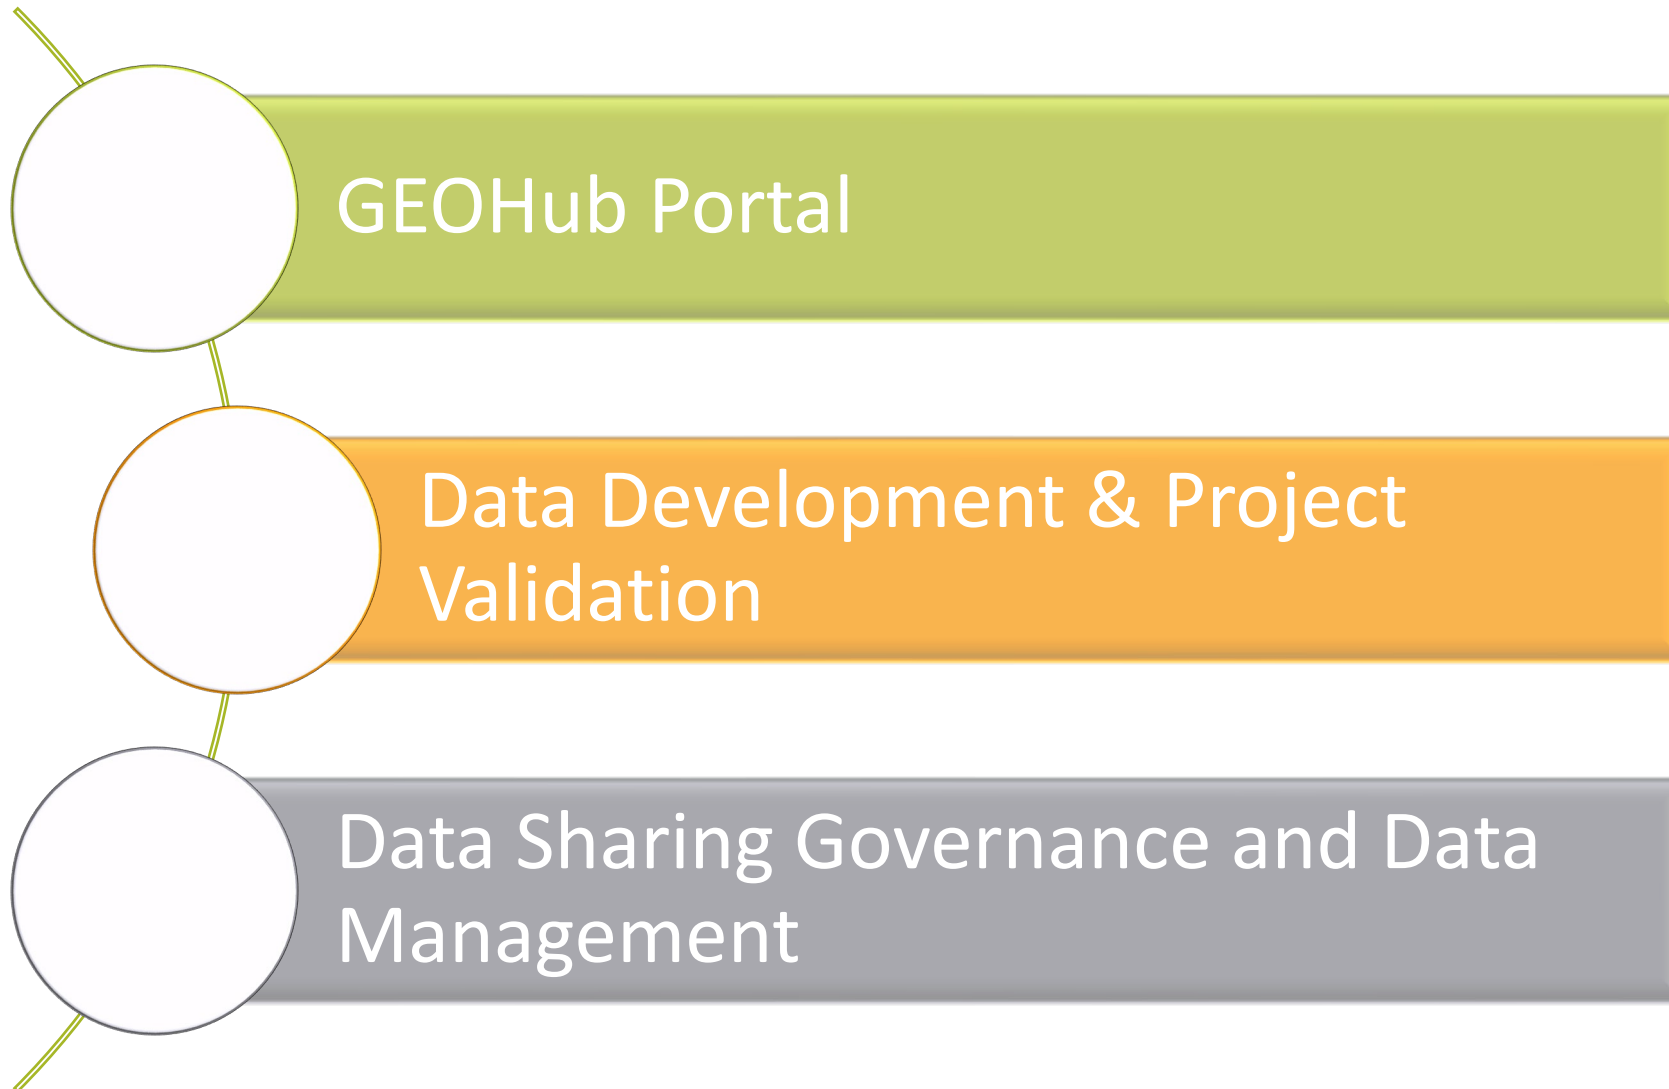 GEOHub Portal
Data Development & Project
Validation
Data Sharing Governance and Data
Management